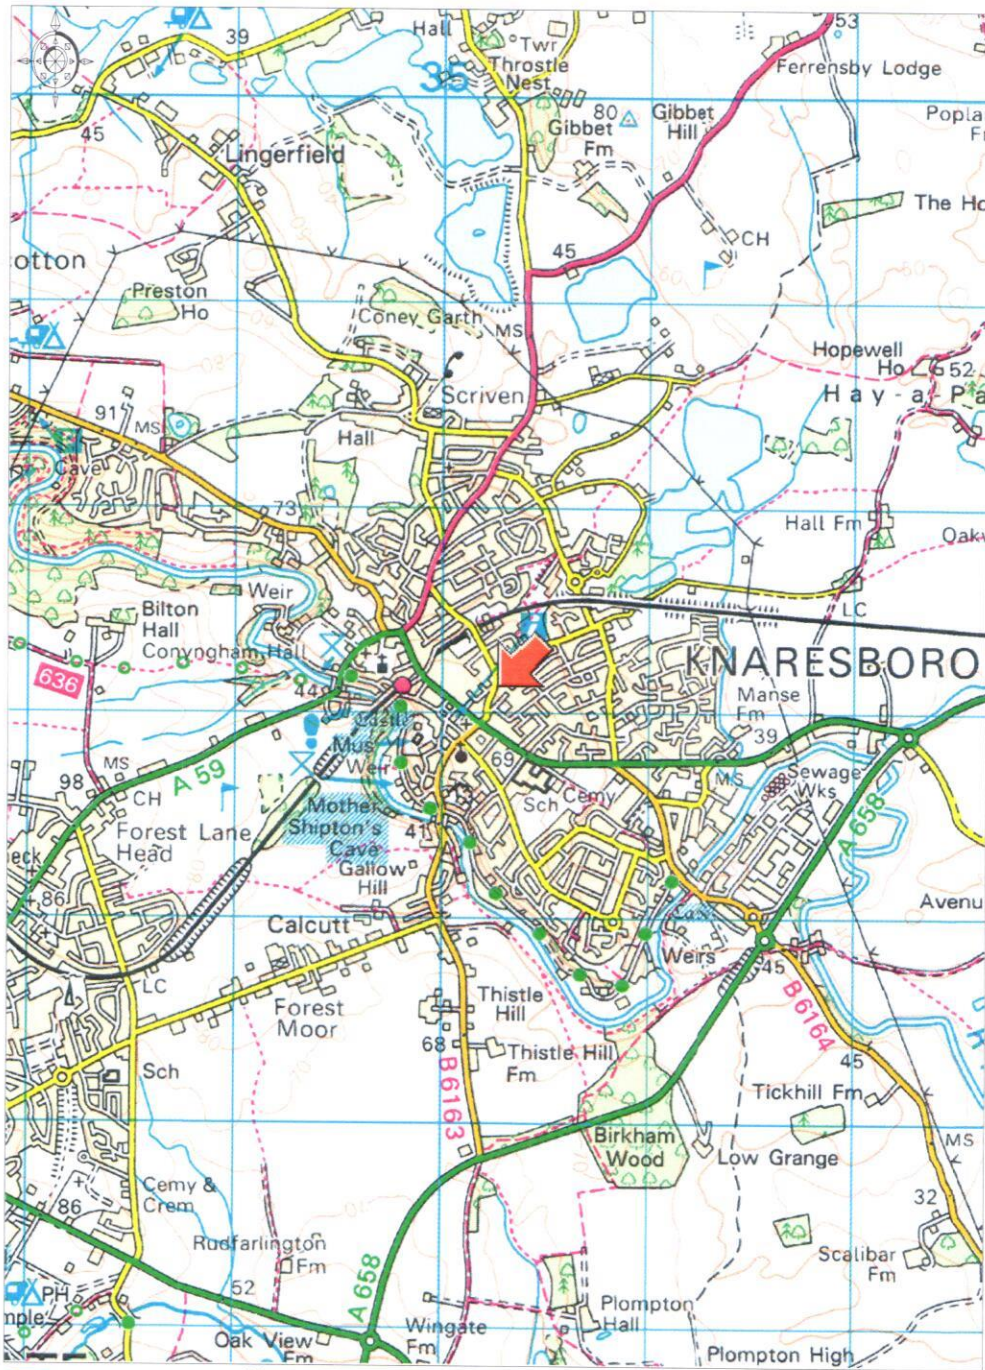 53
39
Hall
Twr
Throstle
Nest
Ferrensby Lodge
35
80
Gibbet
Fm
Gibbet
Hill
45
Lingerfield
The
CH
45
otton
Preston
Ho
Coney Garth
MS
Hopewell
Ho
52
Scriven
Hay-a
Pa
91
MS
Hall
Cave
73
Hall Fm
Weir
LC
Bilton
Hall
Conyngham Hall
636
KNARESBORO
44
Castle
Manse
Fm
39
Mus
Weir
69
MS
MS
98
A 59
CH
Sch
Cemy
Sewage
Wks
A 658
Mother
Shipton's
Cave
41
Forest Lane
Head
eck
Gallow
Hill
86
Avenu
Calcutt
Cave
Weirs
45
LC
Forest
Moor
Thistle
Hill
B 6164
68
Thistle Hill
Fm
45
Sch
B 6163
Tickhill Fm
Birkham
Wood
MS
Low Grange
Cemy &
Crem
32
86
Rudfarlington
Fm
Scalibar
Fm
A 658
52
PH
mple
Plompton
Hall
Oak View
Fm
Wingate
Fm
Plompton High